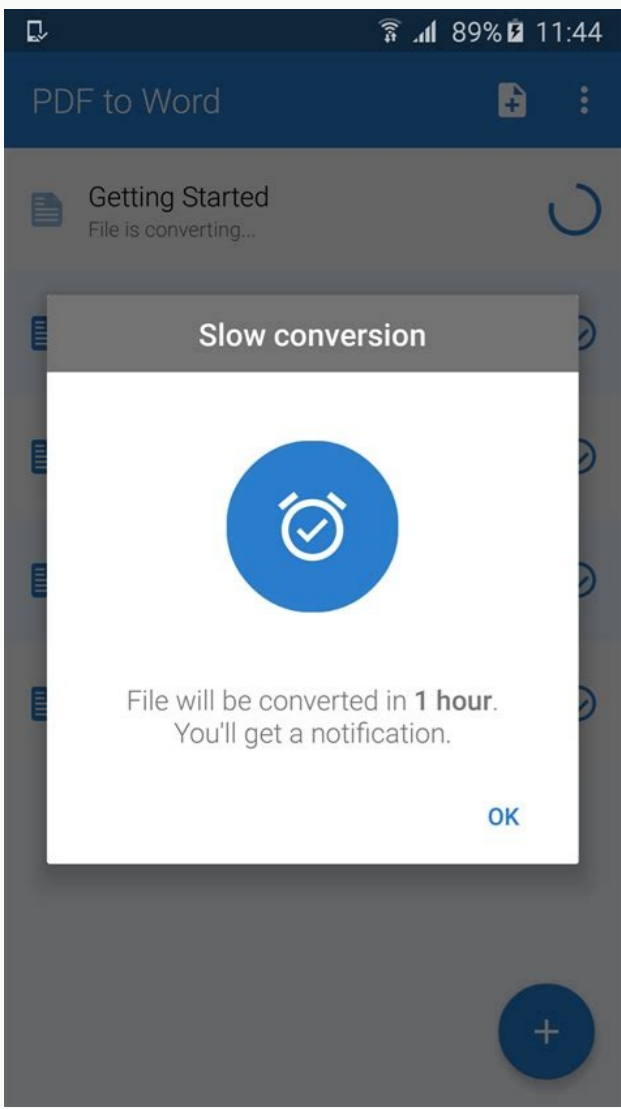 89% 11:44
PDF to Word
Getting Started
File is converting...
Slow conversion
File will be converted in 1 hour.
You'll get a notification.
OK